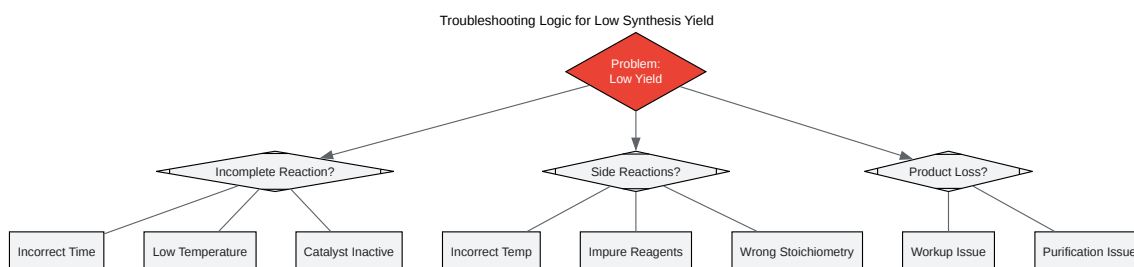 Troubleshooting Logic for Low Synthesis Yield
Problem:
Low Yield
Incomplete Reaction?
Side Reactions?
Product Loss?
Incorrect Time
Low Temperature
Catalyst Inactive
Incorrect Temp
Impure Reagents
Wrong Stoichiometry
Workup Issue
Purification Issue